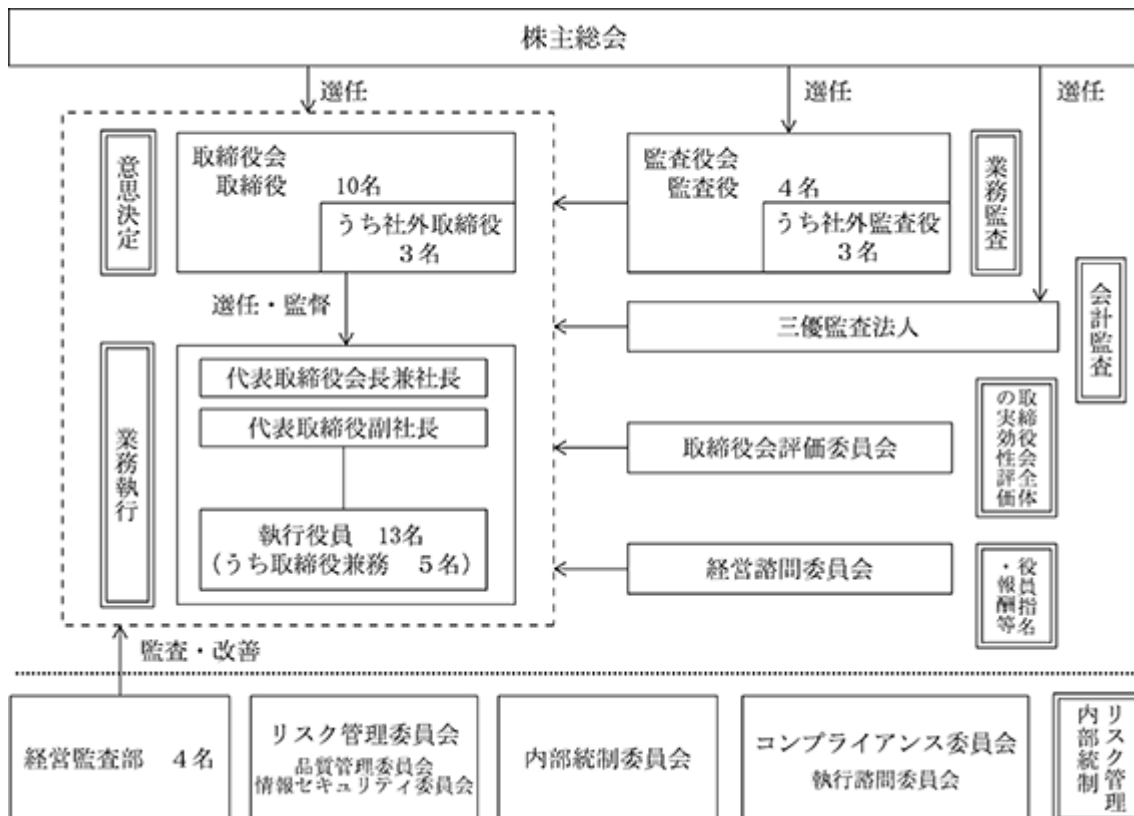 株主総会
選任
選任
選任
意思決定
取締役会
取締役 10名
うち社外取締役
3名
監査役会
監査役 4名
うち社外監査役
3名
業務監査
選任・監督
三優監査法人
会計監査
業務執行
代表取締役会長兼社長
代表取締役副社長
執行役員 13名
(うち取締役兼務 5名)
取締役会評価委員会
取締役会全体
の実効性評価
経営諮問委員会
役員指名
・報酬等
監査・改善
経営監査部 4名
リスク管理委員会
品質管理委員会
情報セキュリティ委員会
内部統制委員会
コンプライアンス委員会
執行諮問委員会
リスク管理
内部統制